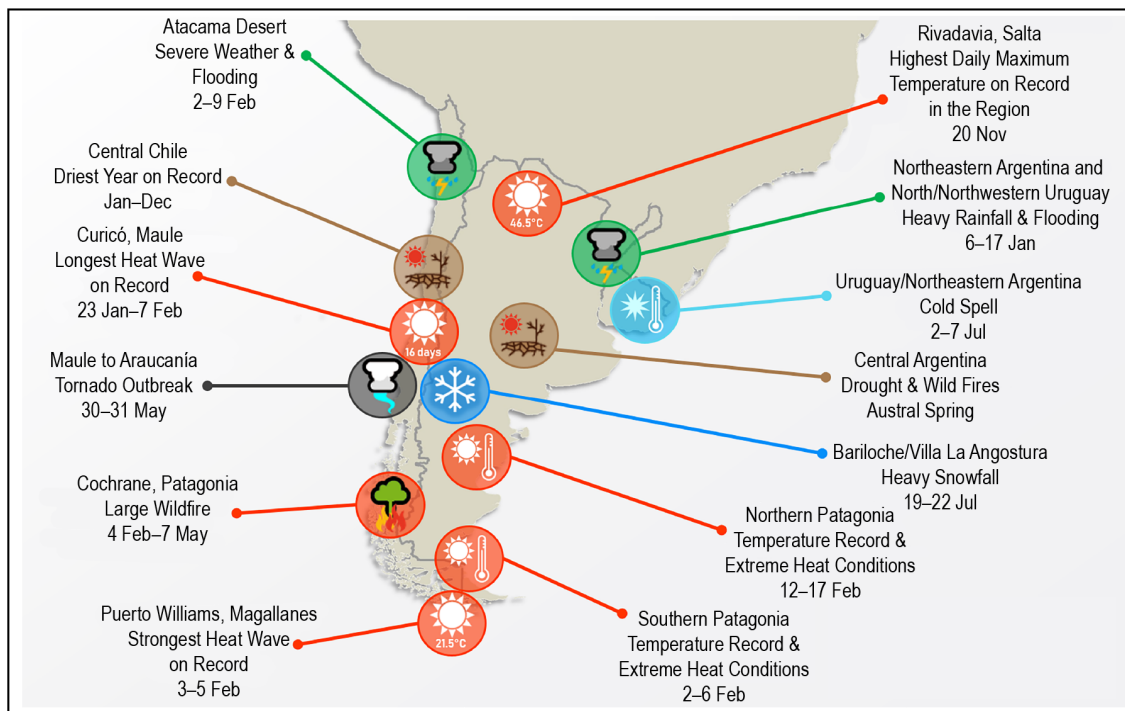 Atacama Desert
Severe Weather &
Flooding
2–9 Feb
Central Chile
Driest Year on Record
Jan–Dec
Curicó, Maule
Longest Heat Wave
on Record
23 Jan–7 Feb
Maule to Araucanía
Tornado Outbreak
30–31 May
Cochrane, Patagonia
Large Wildfire
4 Feb–7 May
Puerto Williams, Magallanes
Strongest Heat Wave
on Record
3–5 Feb
46.5°C
16 days
21.5°C
Rivadavia, Salta
Highest Daily Maximum
Temperature on Record
in the Region
20 Nov
Northeastern Argentina and
North/Northwestern Uruguay
Heavy Rainfall & Flooding
6–17 Jan
Uruguay/Northeastern Argentina
Cold Spell
2–7 Jul
Central Argentina
Drought & Wild Fires
Austral Spring
Bariloche/Villa La Angostura
Heavy Snowfall
19–22 Jul
Northern Patagonia
Temperature Record &
Extreme Heat Conditions
12–17 Feb
Southern Patagonia
Temperature Record &
Extreme Heat Conditions
2–6 Feb